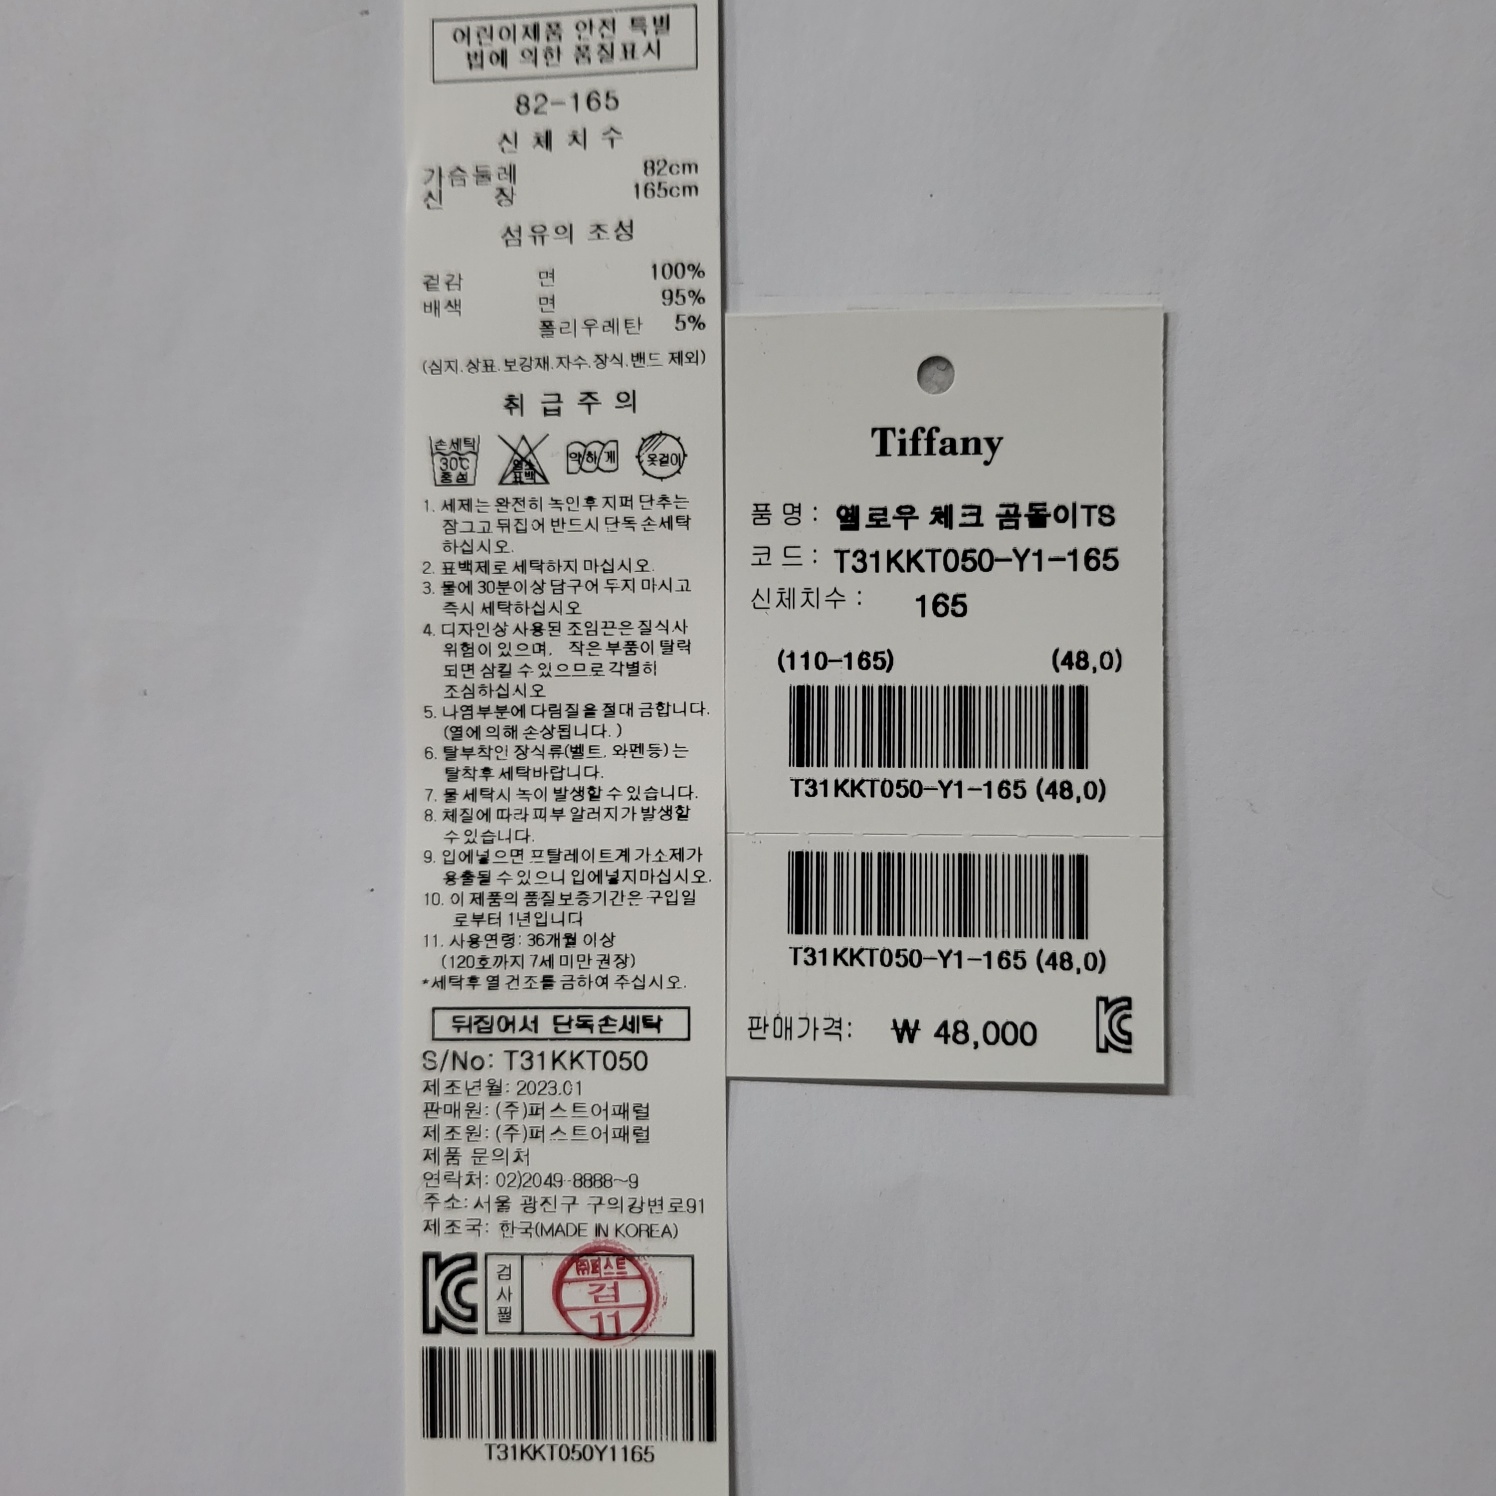 어린이제품 안전 특별
법에 의한 품질표시
82-165
신 체 치 수
가슴둘레 82cm
신 장 165cm
섬유의 조성
겉감 면 100%
배색 면 95%
폴리우레탄 5%
(심지.상표.보강재.자수.장식.밴드 제외)
취 급 주 의
손세탁
30℃
중성
염소
표백
약하게
옷걸이
1. 세제는 완전히 녹인후 지퍼 단추는
잠그고 뒤집어 반드시 단독 손세탁
하십시오.
2. 표백제로 세탁하지 마십시오.
3. 물에 30분이상 담구어 두지 마시고
즉시 세탁하십시오
4. 디자인상 사용된 조임끈은 질식사
위험이 있으며, 작은 부품이 딸락
되면 삼킬 수 있으므로 각별히
조심하십시오
5. 나염부분에 다림질을 절대 금합니다.
(열에 의해 손상됩니다. )
6. 탈부착인 장식류(벨트, 와펜등) 는
탈착후 세탁바랍니다.
7. 물 세탁시 녹이 발생할 수 있습니다.
8. 체질에 따라 피부 알러지가 발생할
수 있습니다.
9. 입에넣으면 프탈레이트계 가소제가
용출될 수 있으니 입에넣지마십시오.
10. 이 제품의 품질보증기간은 구입일
로부터 1년입니다
11. 사용연령: 36개월 이상
(120호까지 7세 미만 권장)
*세탁후 열 건조를 금하여 주십시오.
뒤집어서 단독손세탁
S/No: T31KKT050
제조년월: 2023.01
판매원: (주)퍼스트어패럴
제조원: (주)퍼스트어패럴
제품 문의처
연락처: 02)2049-8888~9
주소: 서울 광진구 구의강변로91
제조국: 한국(MADE IN KOREA)
KC
검사필
㈜퍼스트
검
11
T31KKT050Y1165
Tiffany
품 명 : 옐로우 체크 곰돌이TS
코 드 : T31KKT050-Y1-165
신체치수 : 165
(110-165) (48,0)
T31KKT050-Y1-165 (48,0)
T31KKT050-Y1-165 (48,0)
판매가격: ₩ 48,000
KC